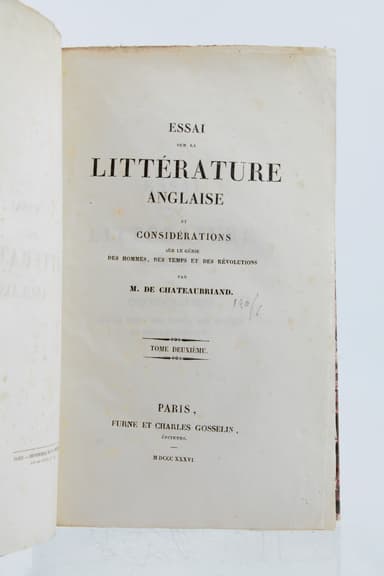 ESSAI
SUR LA
LITTÉRATURE
ANGLAISE
ET
CONSIDÉRATIONS
SUR LE GÉNIE
DES HOMMES, DES TEMPS ET DES RÉVOLUTIONS
PAR
M. DE CHATEAUBRIAND.
TOME DEUXIÈME.
PARIS,
FURNE ET CHARLES GOSSELIN,
ÉDITEURS.
MDCCC XXXVI